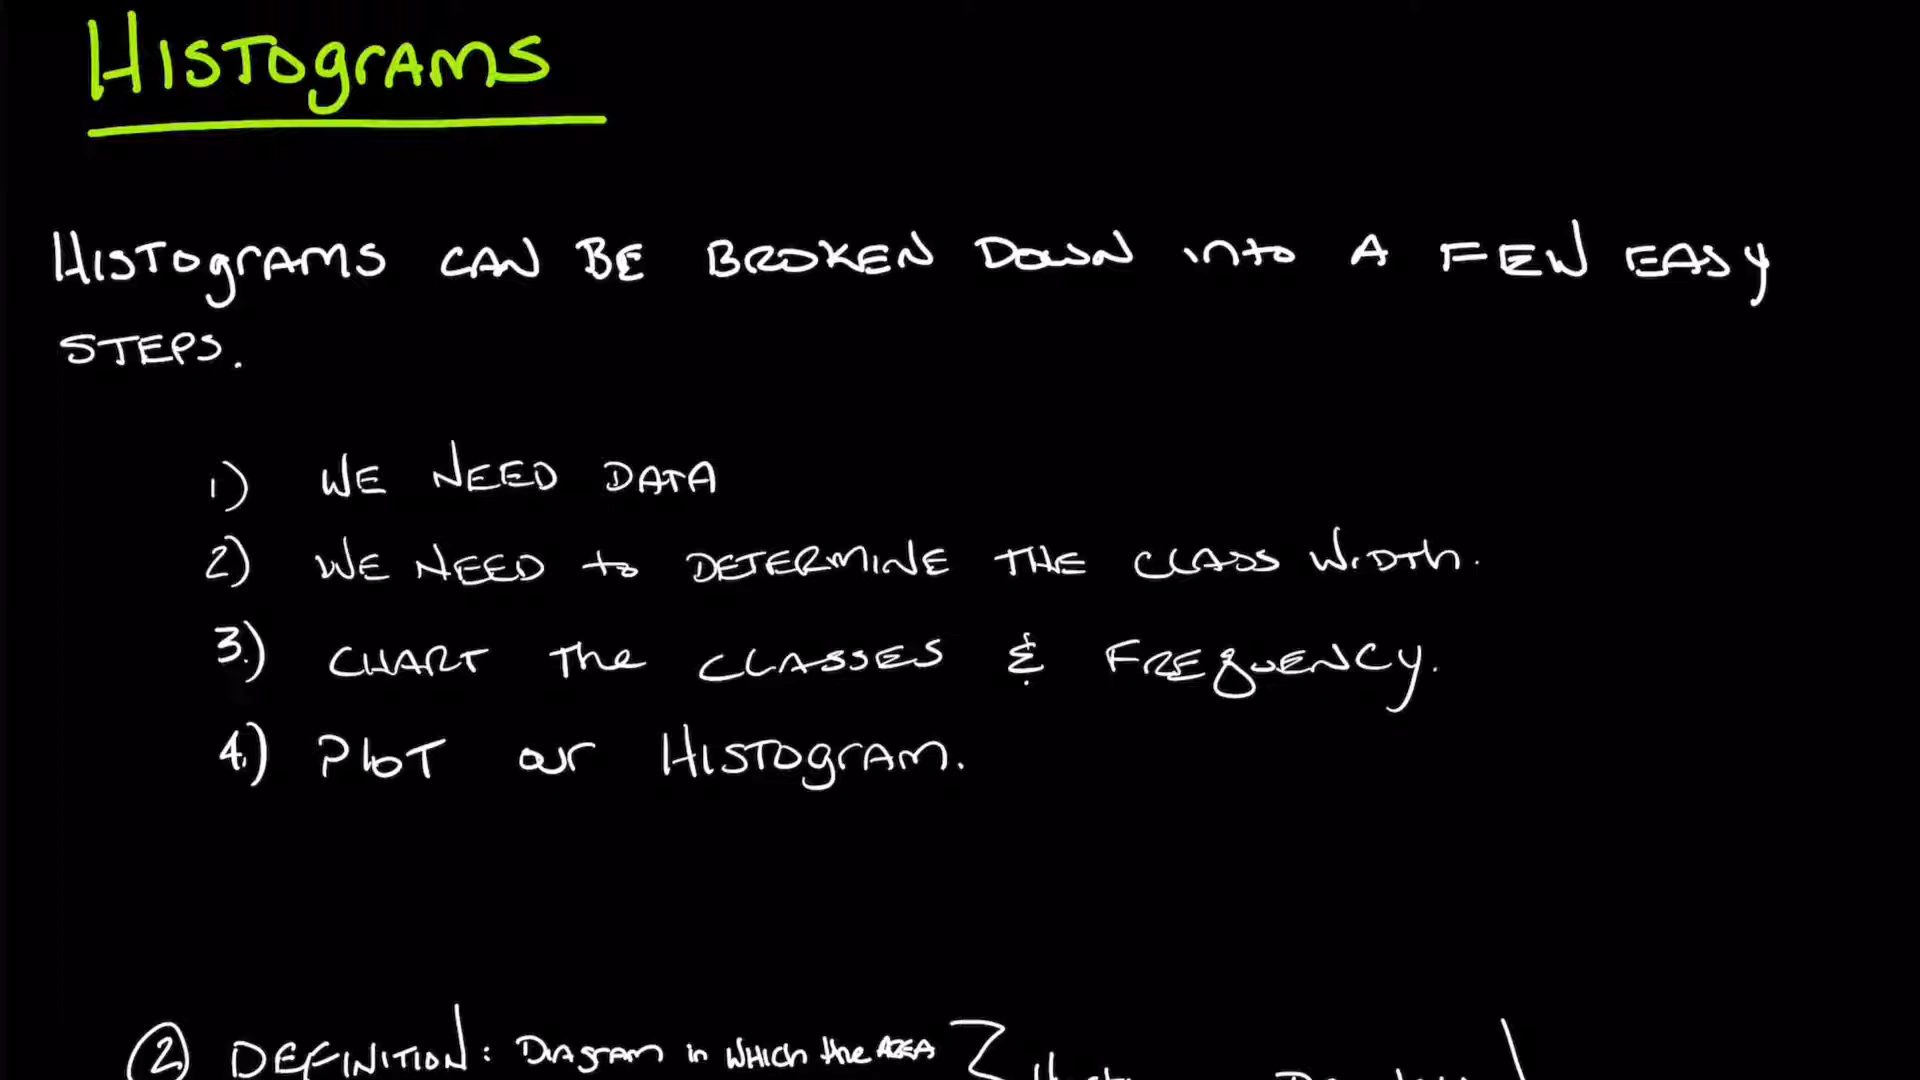 HISTOGRAMS
HISTOGRAMS CAN BE BROKEN DOWN INTO A FEW EASY
STEPS.
1) WE NEED DATA
2) WE NEED to DETERMINE THE CLASS WIDTH.
3.) CHART The CLASSES & FREQUENCY.
4.) PLOT our HISTOGRAM.
2 DEFINITION: DIAGRAM in WHICH the AREA